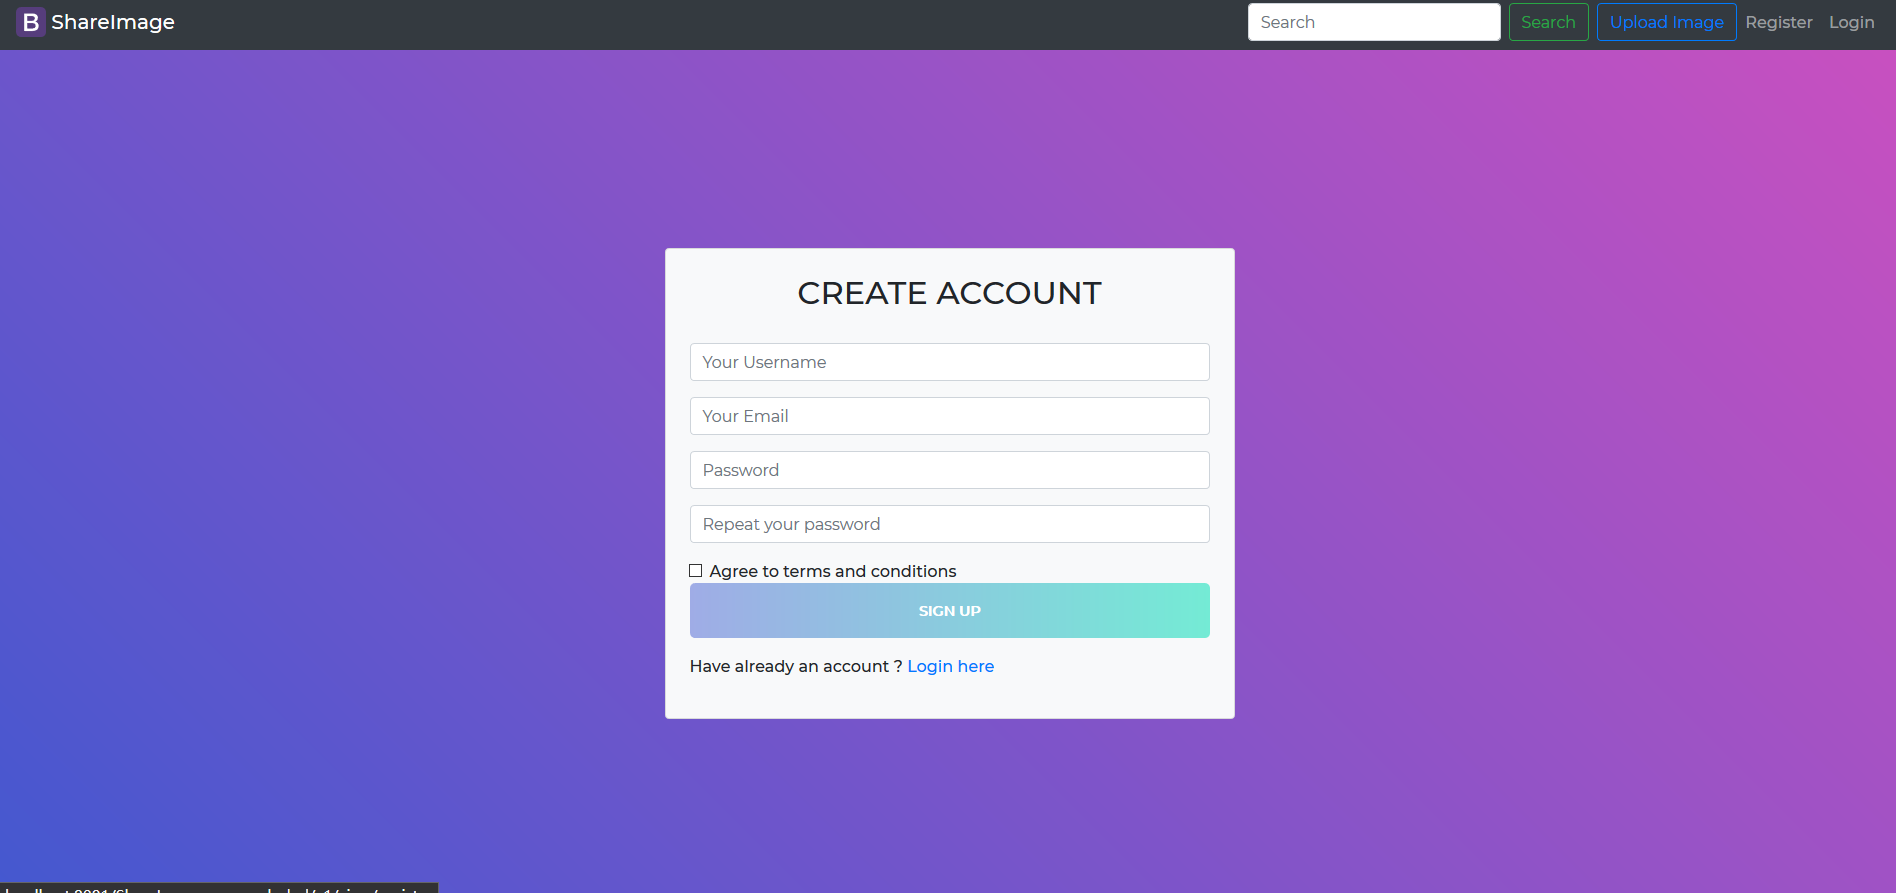 B ShareImage
Search Search Upload Image Register Login
CREATE ACCOUNT
Your Username
Your Email
Password
Repeat your password
Agree to terms and conditions
SIGN UP
Have already an account ? Login here